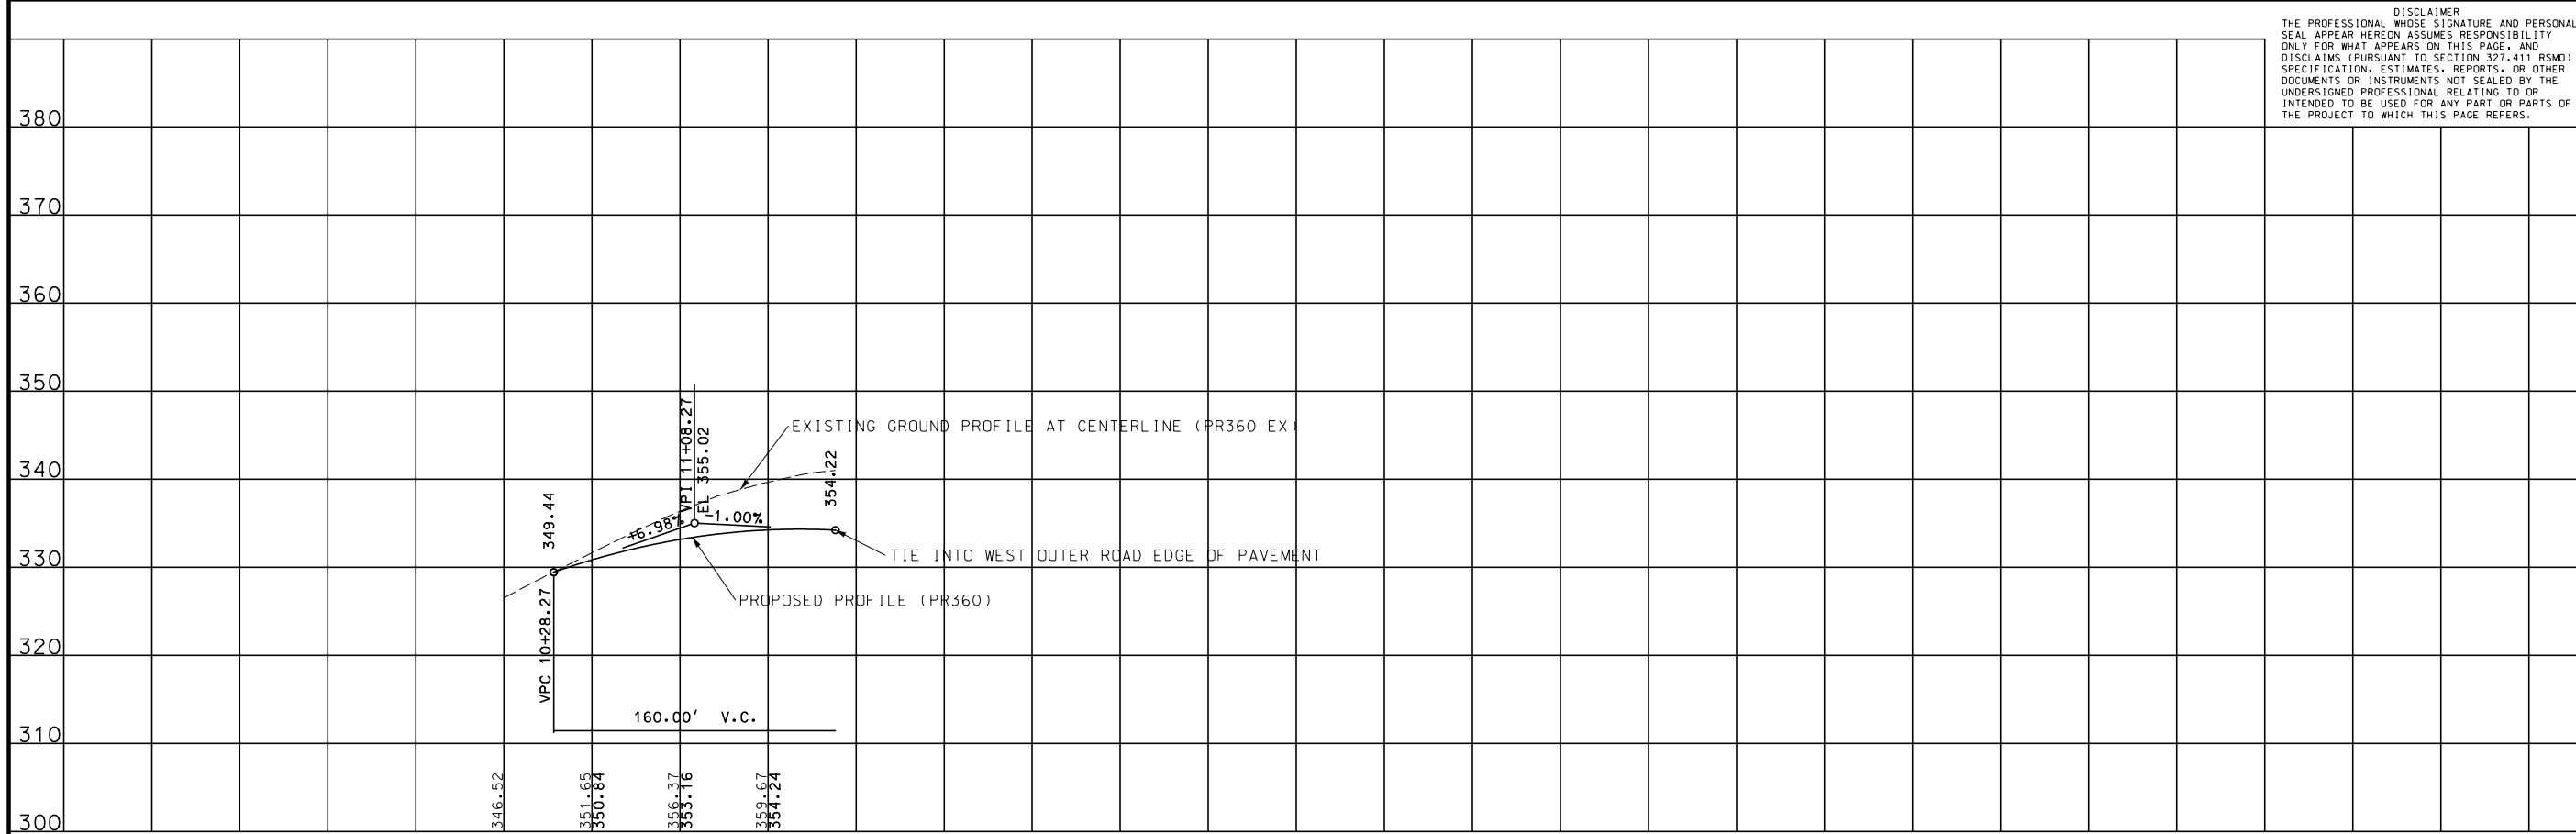 DISCLAIMER
THE PROFESSIONAL WHOSE SIGNATURE AND PERSONAL
SEAL APPEAR HEREON ASSUMES RESPONSIBILITY
ONLY FOR WHAT APPEARS ON THIS PAGE, AND
DISCLAIMS (PURSUANT TO SECTION 327.411 RSMO)
SPECIFICATION, ESTIMATES, REPORTS, OR OTHER
DOCUMENTS OR INSTRUMENTS NOT SEALED BY THE
UNDERSIGNED PROFESSIONAL RELATING TO OR
INTENDED TO BE USED FOR ANY PART OR PARTS OF
THE PROJECT TO WHICH THIS PAGE REFERS.
380
370
360
350
340
330
320
310
300
VPI 11+08.27
EL 355.02
EXISTING GROUND PROFILE AT CENTERLINE (PR360 EX)
354.22
349.44
+6.98%
-1.00%
TIE INTO WEST OUTER ROAD EDGE OF PAVEMENT
PROPOSED PROFILE (PR360)
VPC 10+28.27
160.00' V.C.
346.52
351.65
350.84
356.37
353.16
359.67
354.24